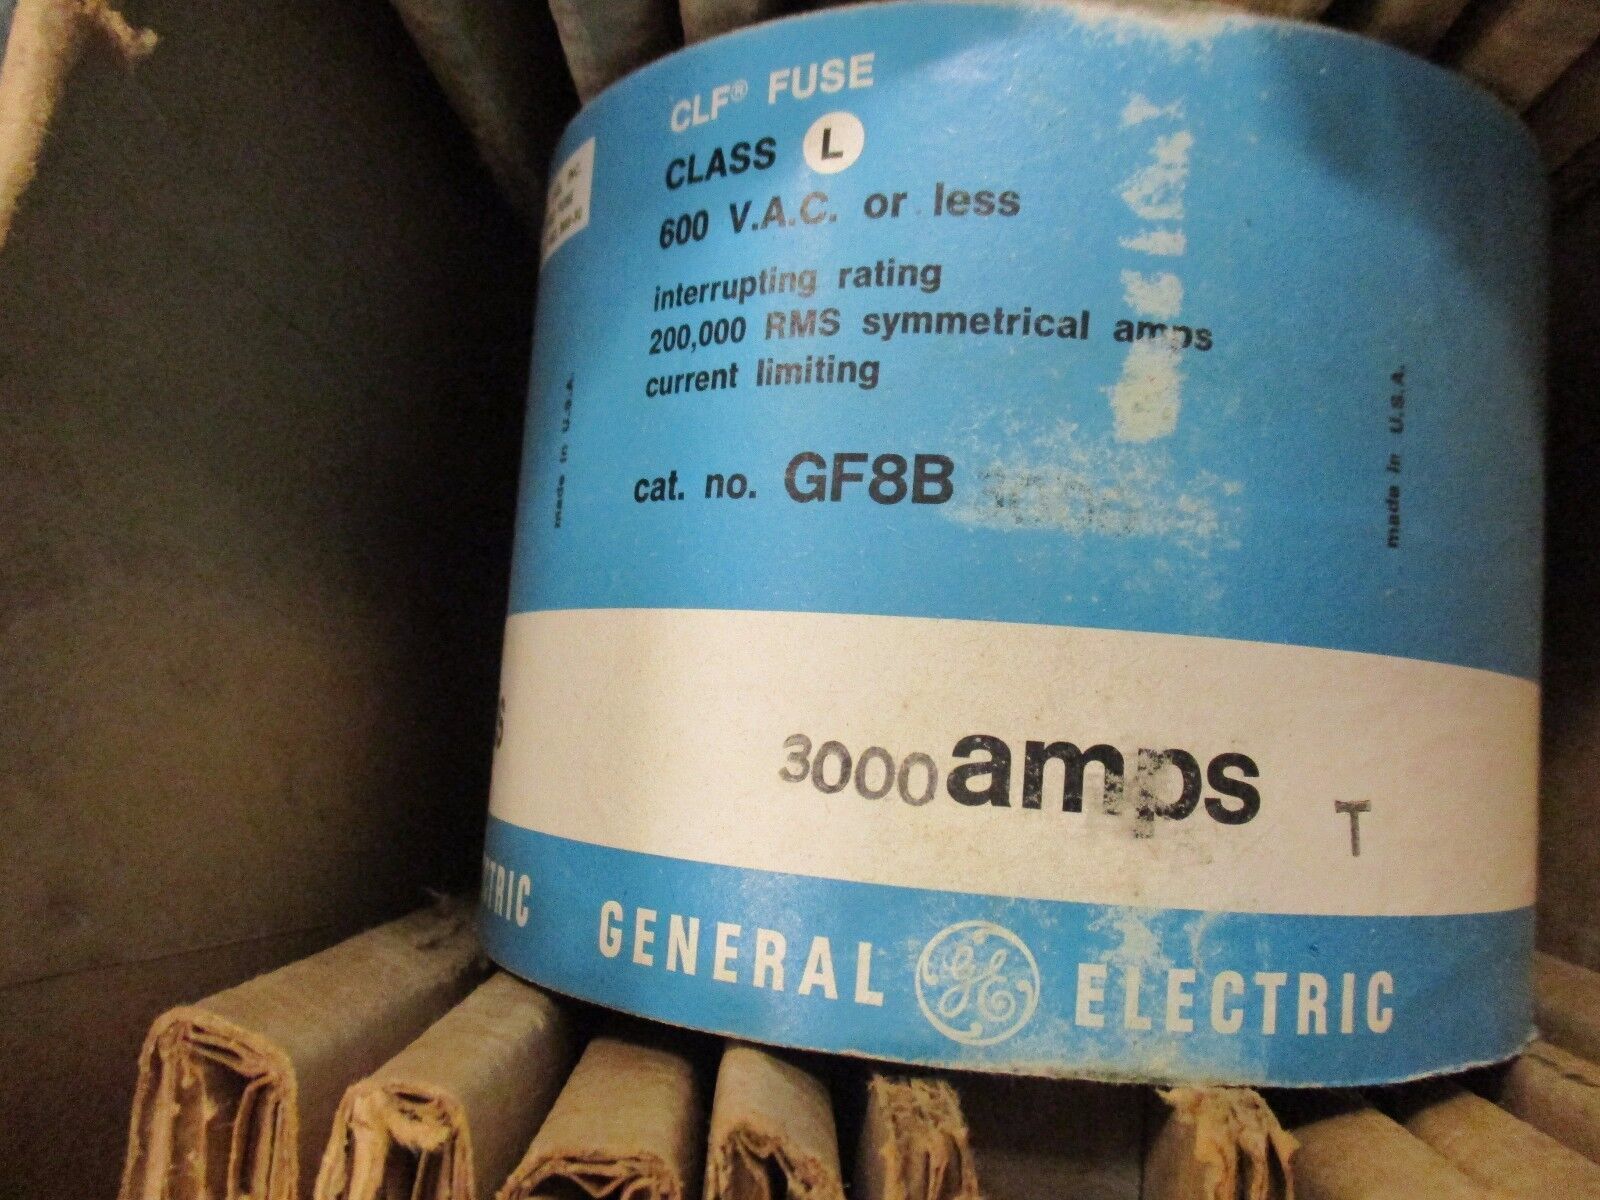 CLF® FUSE
CLASS L
600 V.A.C. or less
interrupting rating
200,000 RMS symmetrical amps
current limiting
cat. no. GF8B
made in U.S.A.
made in U.S.A.
3000 amps
T
GENERAL GE ELECTRIC